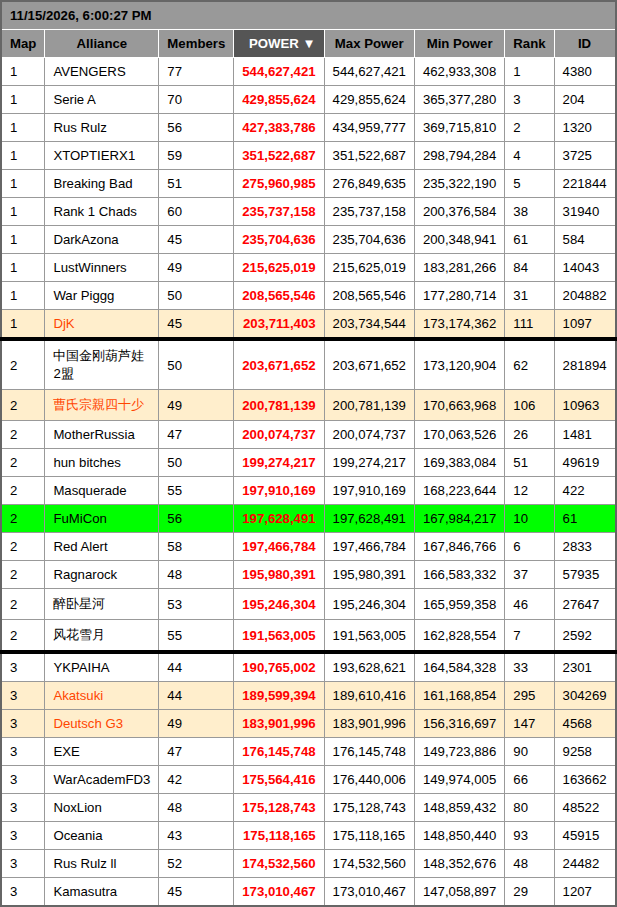 11/15/2026, 6:00:27 PM
Map Alliance Members POWER ▼ Max Power Min Power Rank ID
1 AVENGERS 77 544,627,421 544,627,421 462,933,308 1 4380
1 Serie A 70 429,855,624 429,855,624 365,377,280 3 204
1 Rus Rulz 56 427,383,786 434,959,777 369,715,810 2 1320
1 XTOPTIERX1 59 351,522,687 351,522,687 298,794,284 4 3725
1 Breaking Bad 51 275,960,985 276,849,635 235,322,190 5 221844
1 Rank 1 Chads 60 235,737,158 235,737,158 200,376,584 38 31940
1 DarkAzona 45 235,704,636 235,704,636 200,348,941 61 584
1 LustWinners 49 215,625,019 215,625,019 183,281,266 84 14043
1 War Piggg 50 208,565,546 208,565,546 177,280,714 31 204882
1 DjK 45 203,711,403 203,734,544 173,174,362 111 1097
2 中国金刚葫芦娃
2盟 50 203,671,652 203,671,652 173,120,904 62 281894
2 曹氏宗親四十少 49 200,781,139 200,781,139 170,663,968 106 10963
2 MotherRussia 47 200,074,737 200,074,737 170,063,526 26 1481
2 hun bitches 50 199,274,217 199,274,217 169,383,084 51 49619
2 Masquerade 55 197,910,169 197,910,169 168,223,644 12 422
2 FuMiCon 56 197,628,491 197,628,491 167,984,217 10 61
2 Red Alert 58 197,466,784 197,466,784 167,846,766 6 2833
2 Ragnarock 48 195,980,391 195,980,391 166,583,332 37 57935
2 醉卧星河 53 195,246,304 195,246,304 165,959,358 46 27647
2 风花雪月 55 191,563,005 191,563,005 162,828,554 7 2592
3 YKPAIHA 44 190,765,002 193,628,621 164,584,328 33 2301
3 Akatsuki 44 189,599,394 189,610,416 161,168,854 295 304269
3 Deutsch G3 49 183,901,996 183,901,996 156,316,697 147 4568
3 EXE 47 176,145,748 176,145,748 149,723,886 90 9258
3 WarAcademFD3 42 175,564,416 176,440,006 149,974,005 66 163662
3 NoxLion 48 175,128,743 175,128,743 148,859,432 80 48522
3 Oceania 43 175,118,165 175,118,165 148,850,440 93 45915
3 Rus Rulz ll 52 174,532,560 174,532,560 148,352,676 48 24482
3 Kamasutra 45 173,010,467 173,010,467 147,058,897 29 1207